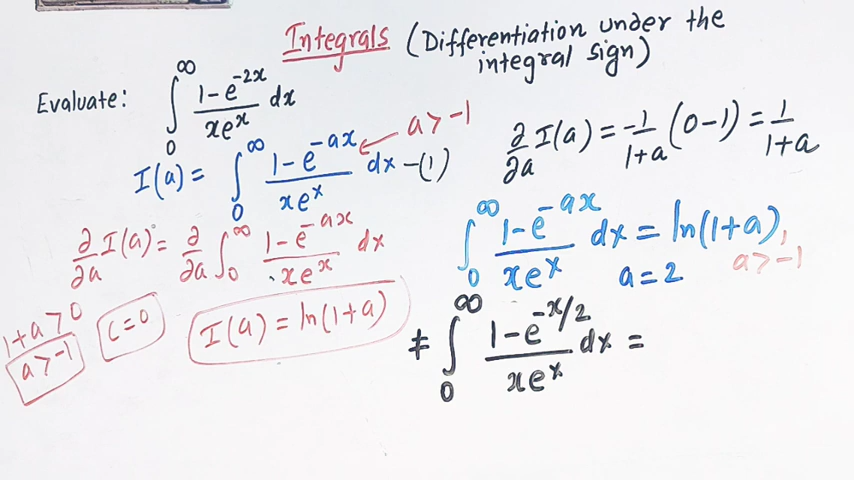 Integrals (Differentiation under the
integral sign)
Evaluate: ∫₀^∞ (1-e^{-2x})/(xe^x) dx
I(a) = ∫₀^∞ (1-e^{-ax})/(xe^x) dx -(1)
a > -1
∂/∂a I(a) = ∂/∂a ∫₀^∞ (1-e^{-ax})/(xe^x) dx
1+a > 0
a > -1
C=0
I(a) = ln(1+a)
∂/∂a I(a) = -1/(1+a) (0-1) = 1/(1+a)
∫₀^∞ (1-e^{-ax})/(xe^x) dx = ln(1+a),
a = 2 a > -1
* ∫₀^∞ (1-e^{-x/2})/(xe^x) dx =